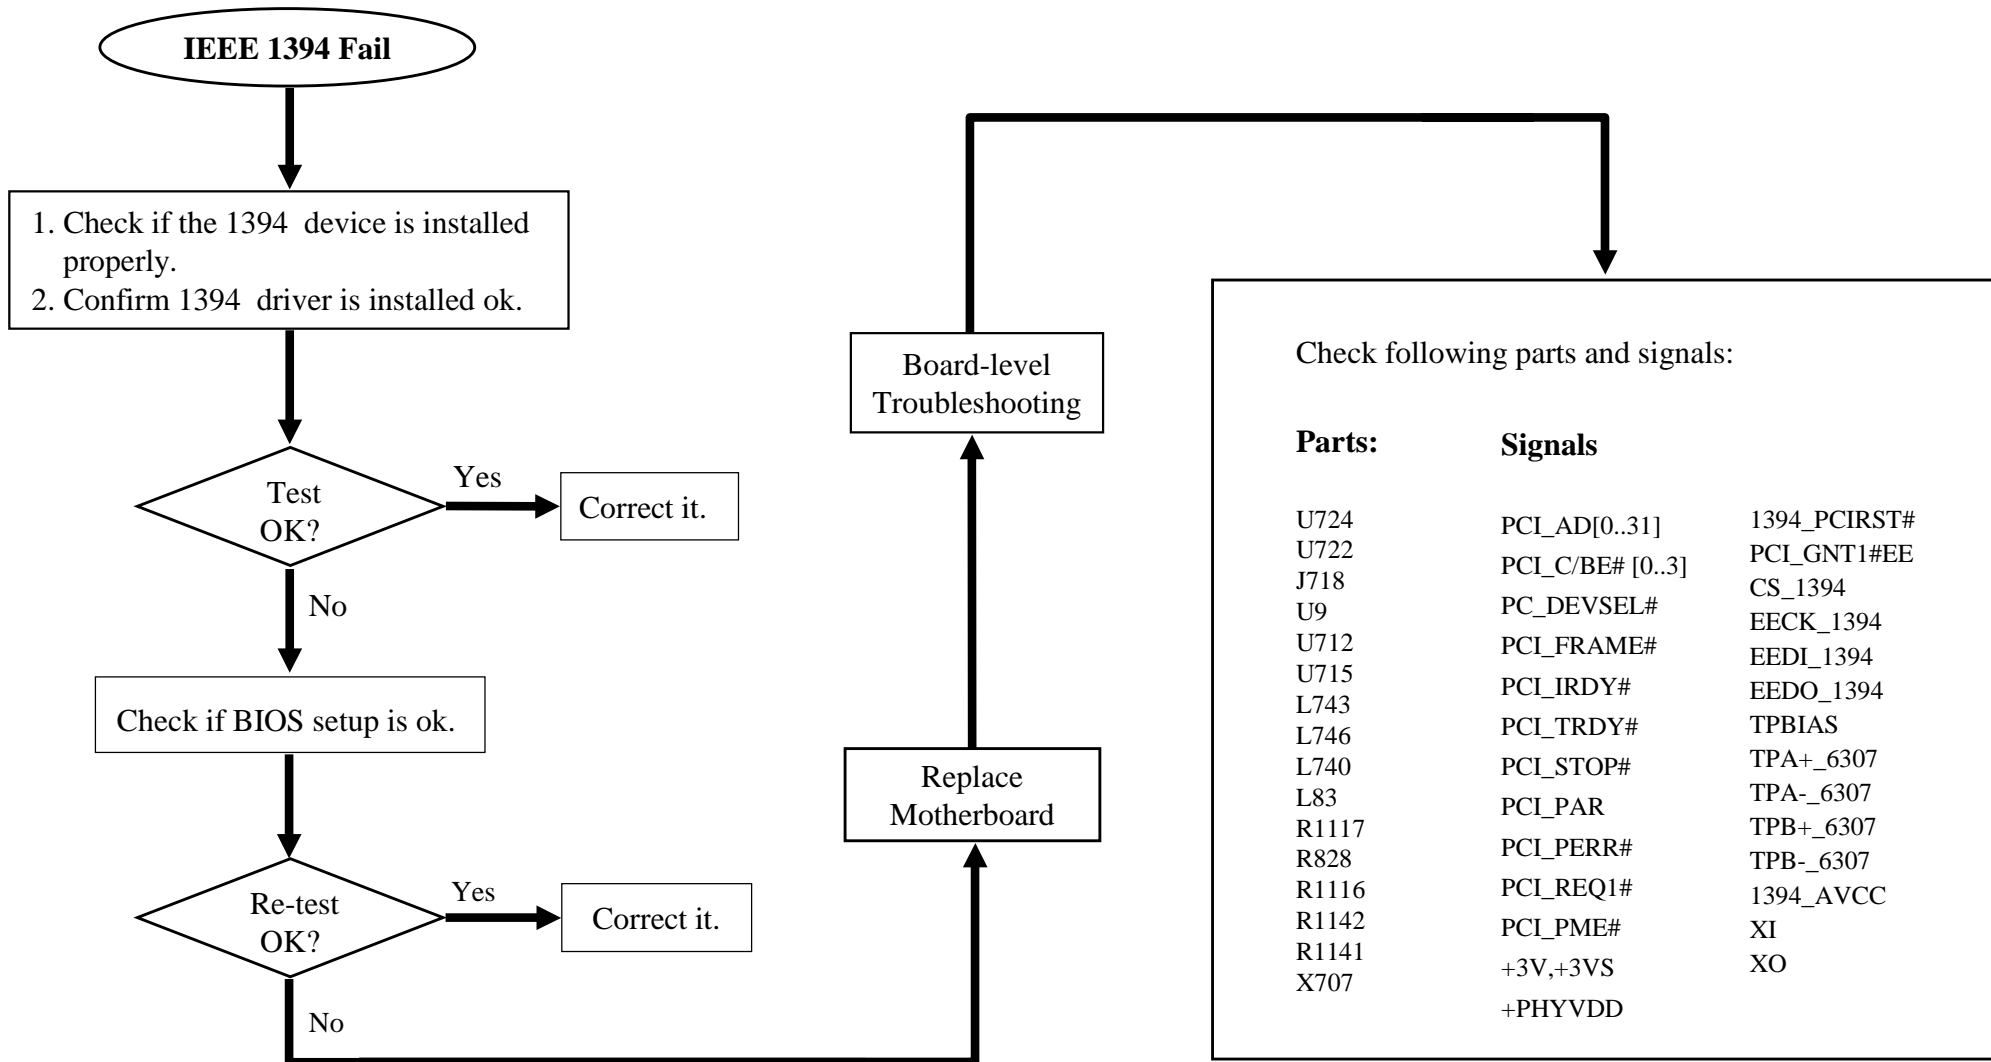 IEEE 1394 Fail
1. Check if the 1394 device is installed
properly.
2. Confirm 1394 driver is installed ok.
Test
OK?
Yes
Correct it.
No
Check if BIOS setup is ok.
Re-test
OK?
Yes
Correct it.
No
Replace
Motherboard
Board-level
Troubleshooting
Check following parts and signals:
Parts:
U724
U722
J718
U9
U712
U715
L743
L746
L740
L83
R1117
R828
R1116
R1142
R1141
X707
Signals
PCI_AD[0..31]
PCI_C/BE# [0..3]
PC_DEVSEL#
PCI_FRAME#
PCI_IRDY#
PCI_TRDY#
PCI_STOP#
PCI_PAR
PCI_PERR#
PCI_REQ1#
PCI_PME#
+3V,+3VS
+PHYVDD
1394_PCIRST#
PCI_GNT1#EE
CS_1394
EECK_1394
EEDI_1394
EEDO_1394
TPBIAS
TPA+_6307
TPA-_6307
TPB+_6307
TPB-_6307
1394_AVCC
XI
XO